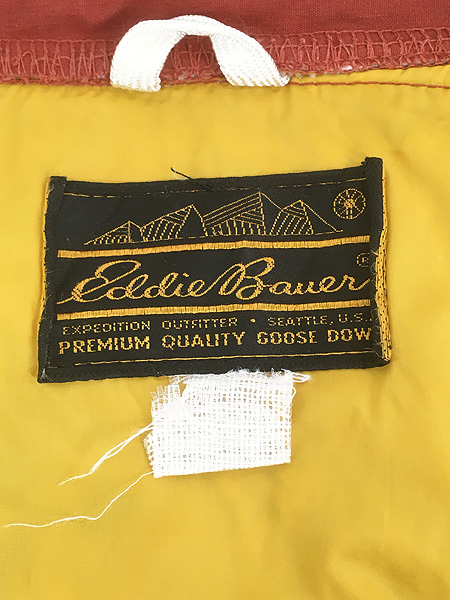 Eddie Bauer ®
EXPEDITION OUTFITTER • SEATTLE, U.S.
PREMIUM QUALITY GOOSE DOW